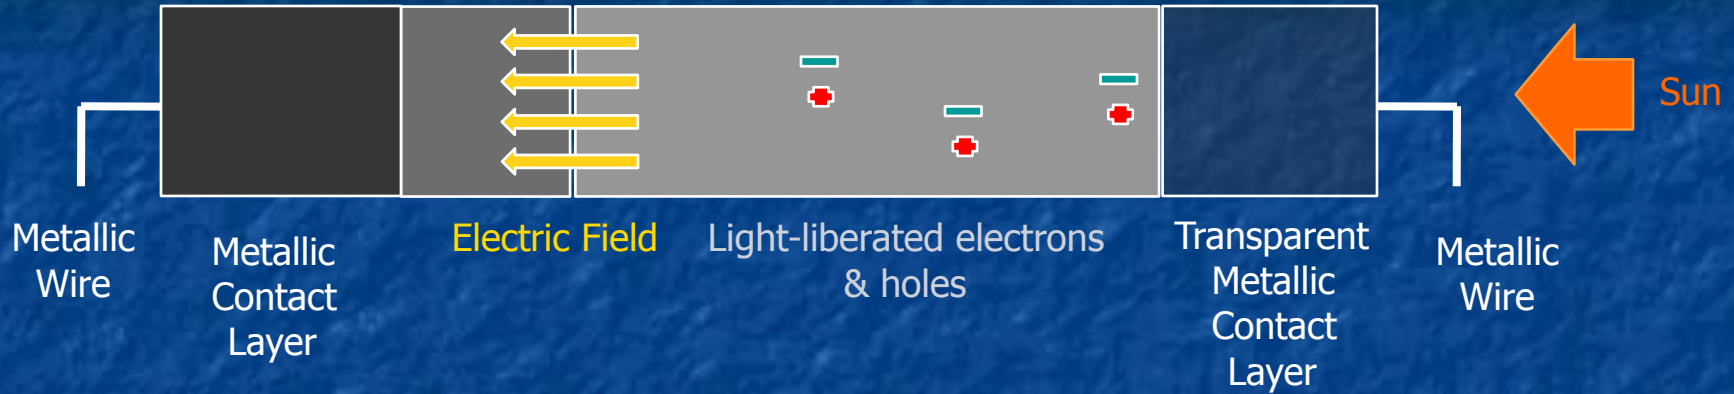 Sun
Metallic
Wire
Metallic
Contact
Layer
Electric Field
Light-liberated electrons
& holes
Transparent
Metallic
Contact
Layer
Metallic
Wire